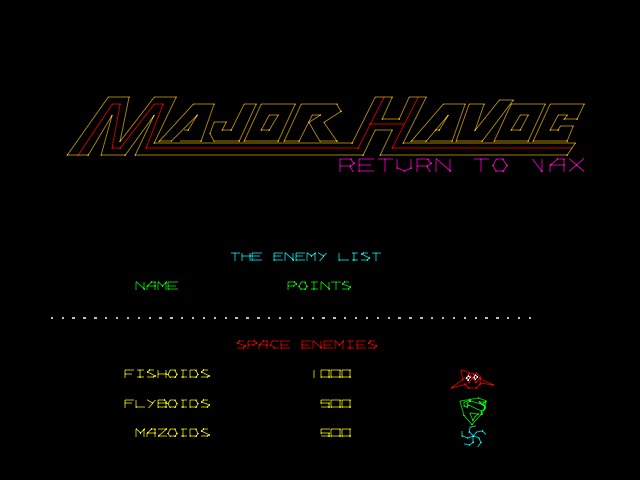 MAJOR HAVOC
RETURN TO VAX
THE ENEMY LIST
NAME POINTS
SPACE ENEMIES
FISHOIDS 1000
FLYBOIDS 500
MAZOIDS 500